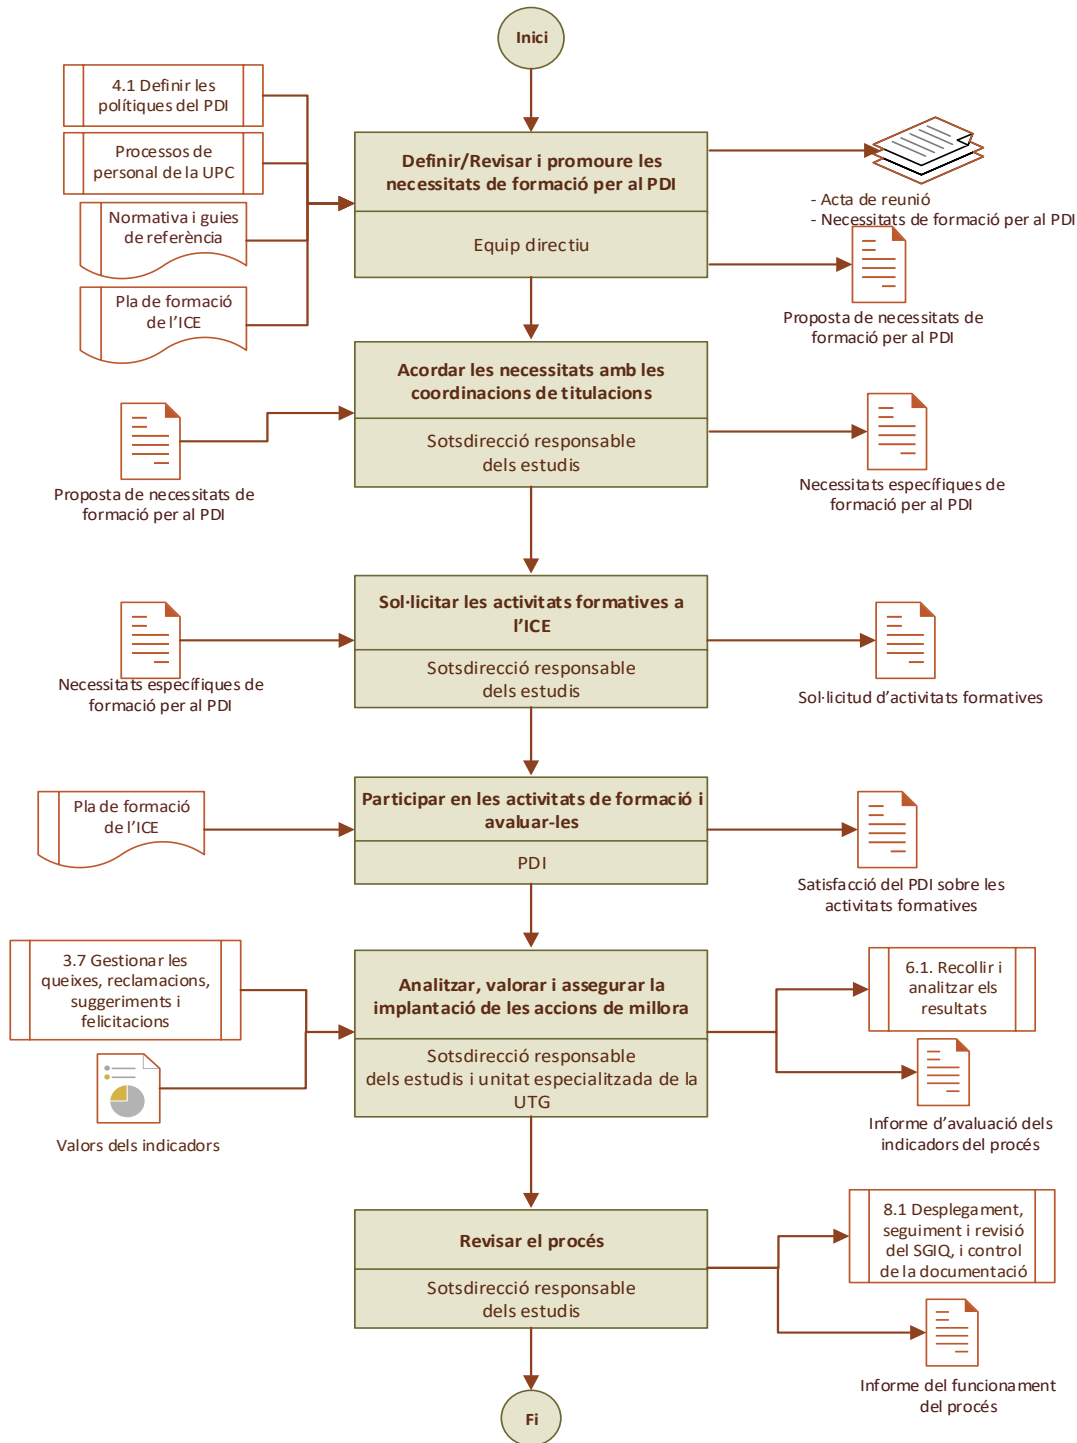 Inici
4.1 Definir les
polítiques del PDI
Processos de
personal de la UPC
Normativa i guies
de referència
Pla de formació
de l’ICE
Definir/Revisar i promoure les
necessitats de formació per al PDI
Equip directiu
- Acta de reunió
- Necessitats de formació per al PDI
Proposta de necessitats de
formació per al PDI
Acordar les necessitats amb les
coordinacions de titulacions
Sotsdirecció responsable
dels estudis
Proposta de necessitats de
formació per al PDI
Necessitats específiques de
formació per al PDI
Sol·licitar les activitats formatives a
l’ICE
Sotsdirecció responsable
dels estudis
Necessitats específiques de
formació per al PDI
Sol·licitud d’activitats formatives
Pla de formació
de l’ICE
Participar en les activitats de formació i
avaluar-les
PDI
Satisfacció del PDI sobre les
activitats formatives
3.7 Gestionar les
queixes, reclamacions,
suggeriments i
felicitacions
Valors dels indicadors
Analitzar, valorar i assegurar la
implantació de les accions de millora
Sotsdirecció responsable
dels estudis i unitat especialitzada de la
UTG
6.1. Recollir i
analitzar els
resultats
Informe d’avaluació dels
indicadors del procés
Revisar el procés
Sotsdirecció responsable
dels estudis
8.1 Desplegament,
seguiment i revisió
del SGIQ, i control
de la documentació
Informe del funcionament
del procés
Fi